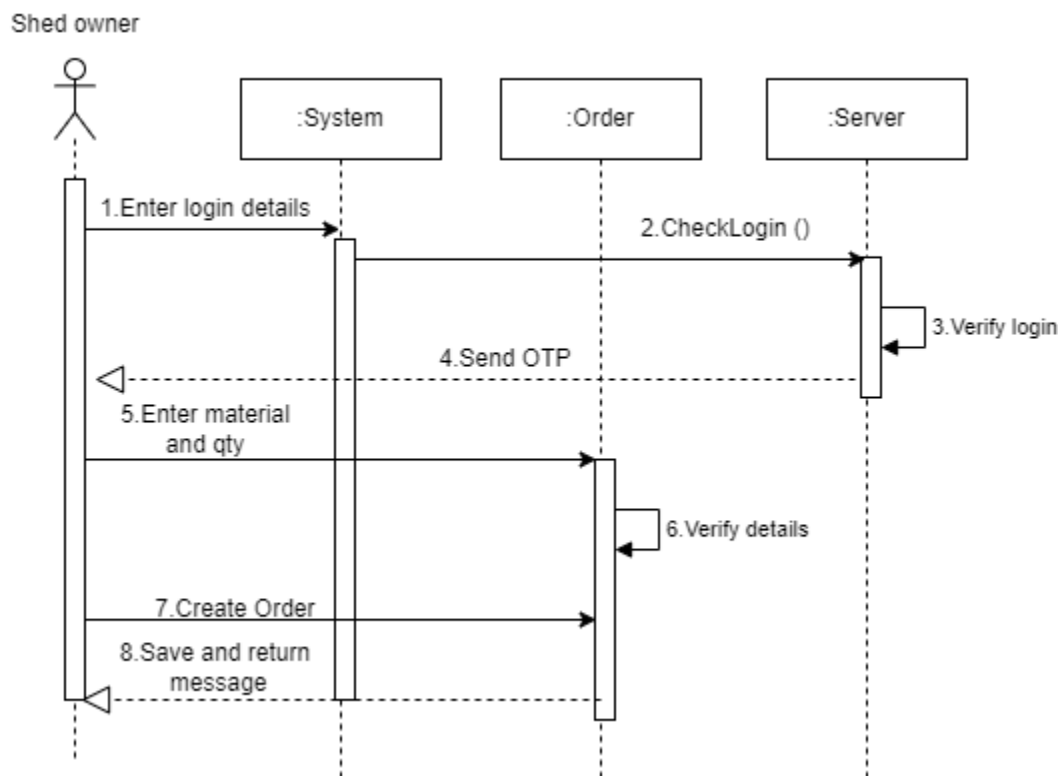 Shed owner
:System
:Order
:Server
1.Enter login details
2.CheckLogin ()
3.Verify login
4.Send OTP
5.Enter material
and qty
6.Verify details
7.Create Order
8.Save and return
message